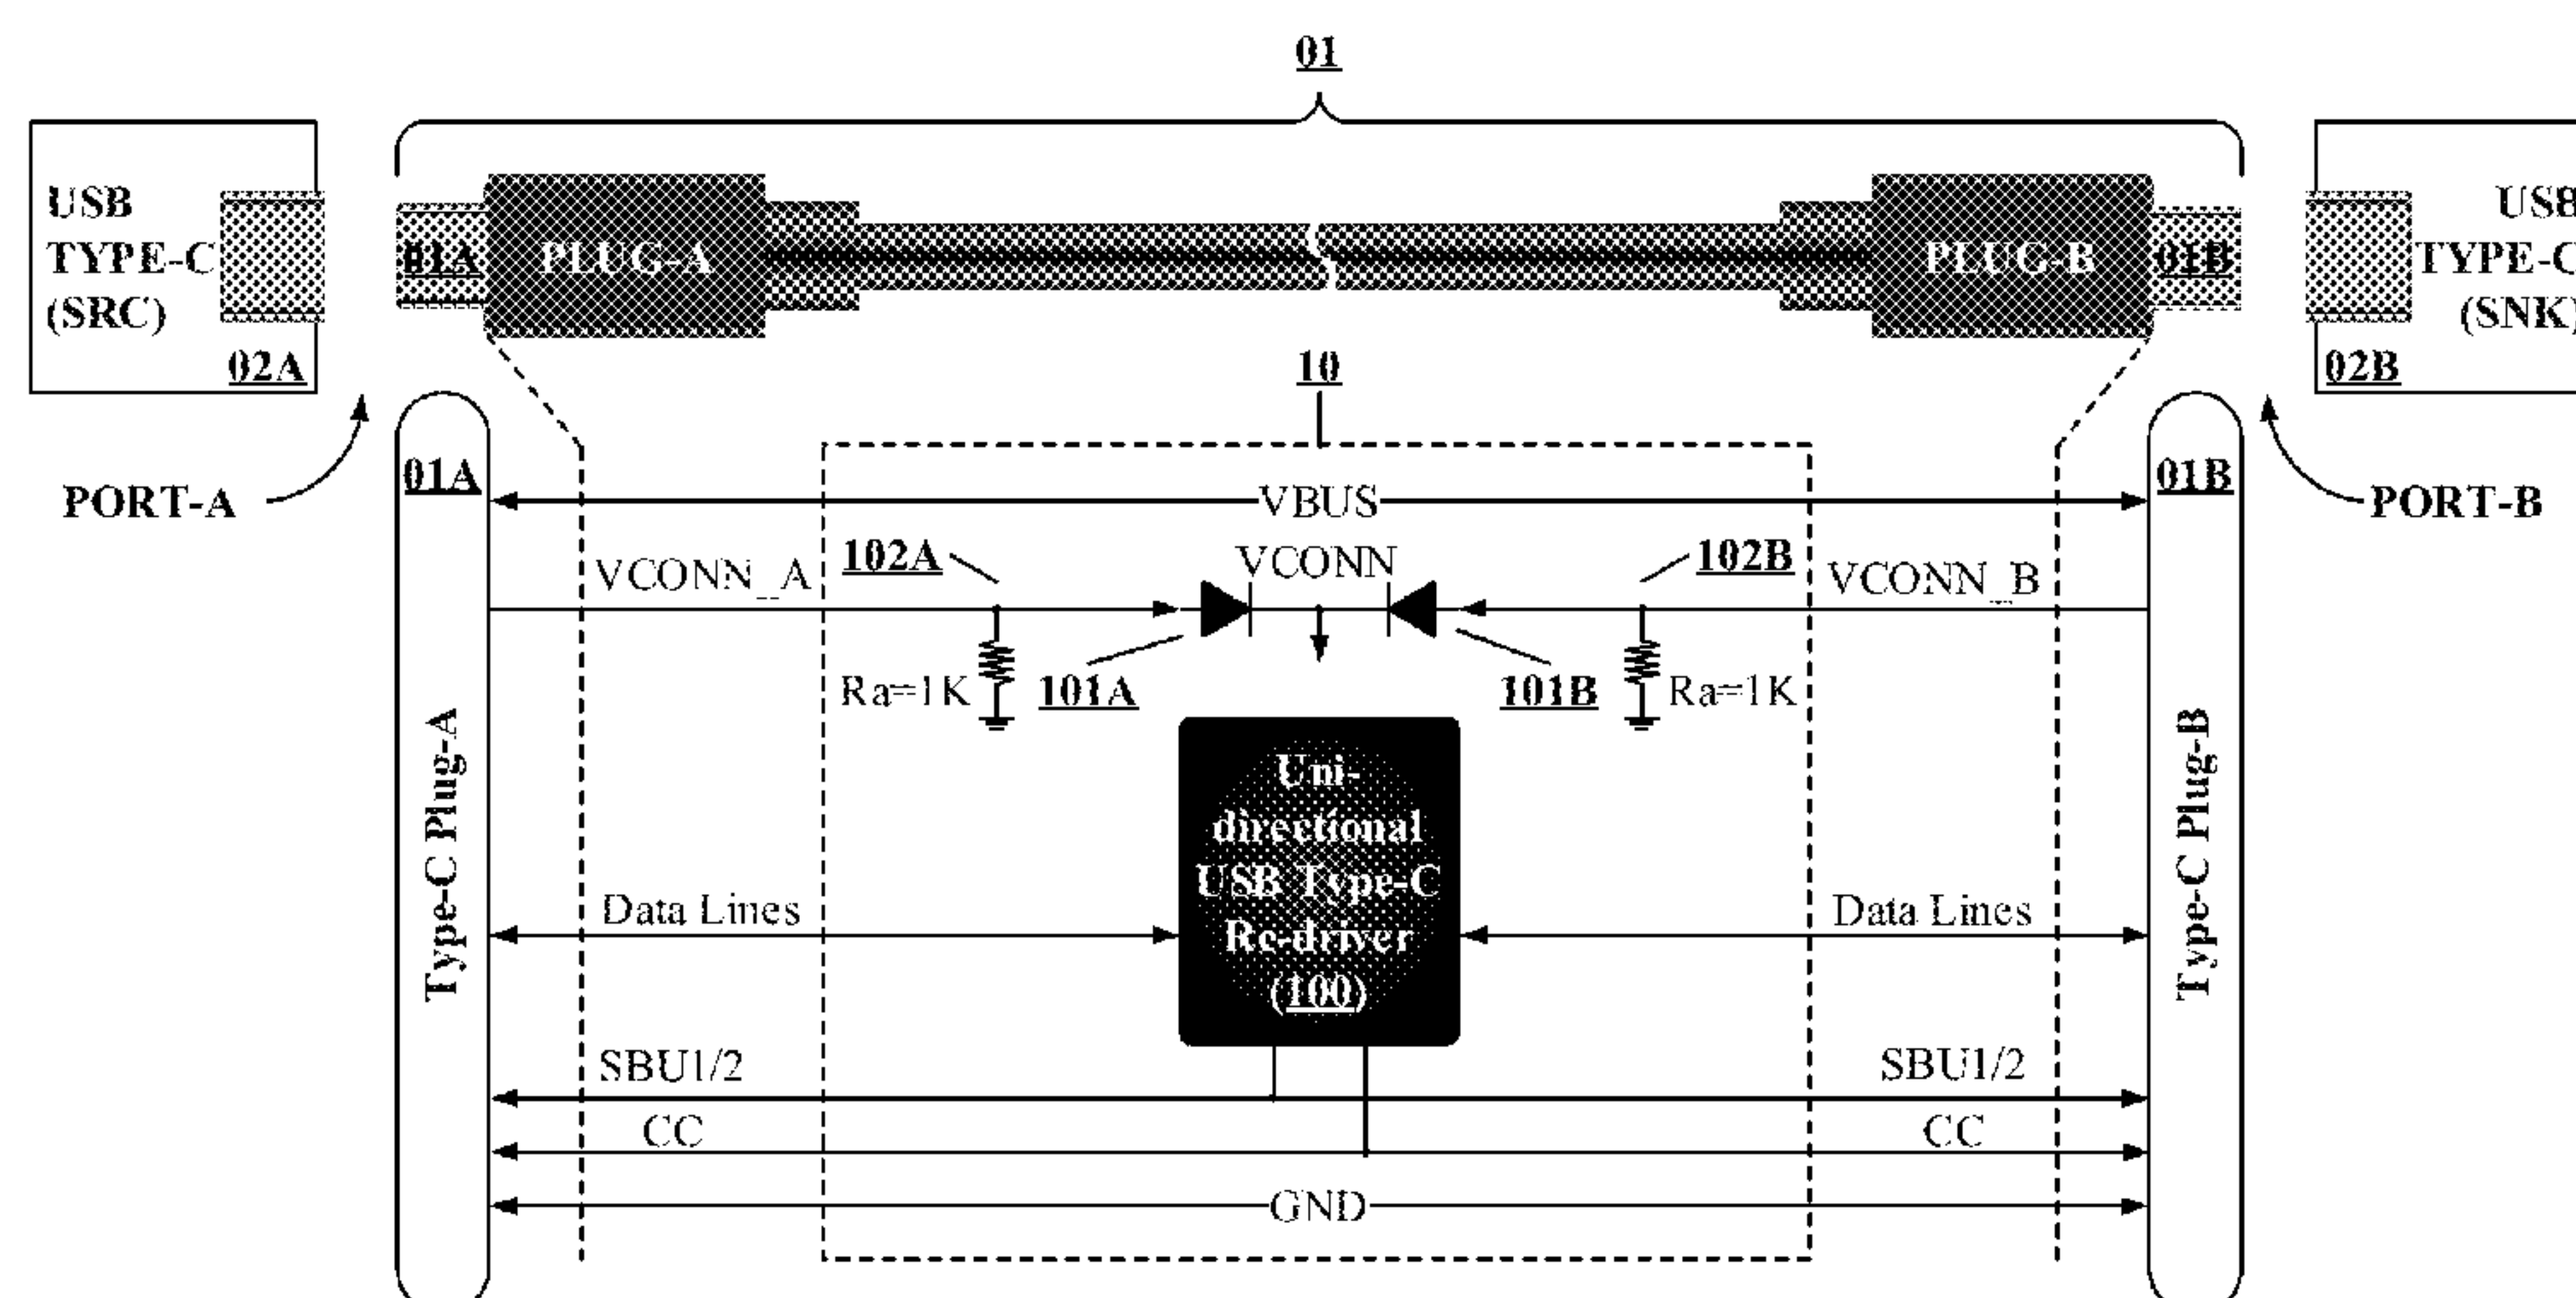 01
USB
TYPE-C
(SRC)
02A
01A
PLUG-A
PLUG-B
01B
USB
TYPE-C
(SNK)
02B
10
PORT-A
PORT-B
01A
01B
VBUS
VCONN_A
102A
VCONN
102B
VCONN_B
Ra=1K
101A
101B
Ra=1K
Type-C Plug-A
Uni-
directional
USB Type-C
Re-driver
(100)
Type-C Plug-B
Data Lines
Data Lines
SBU1/2
SBU1/2
CC
CC
GND